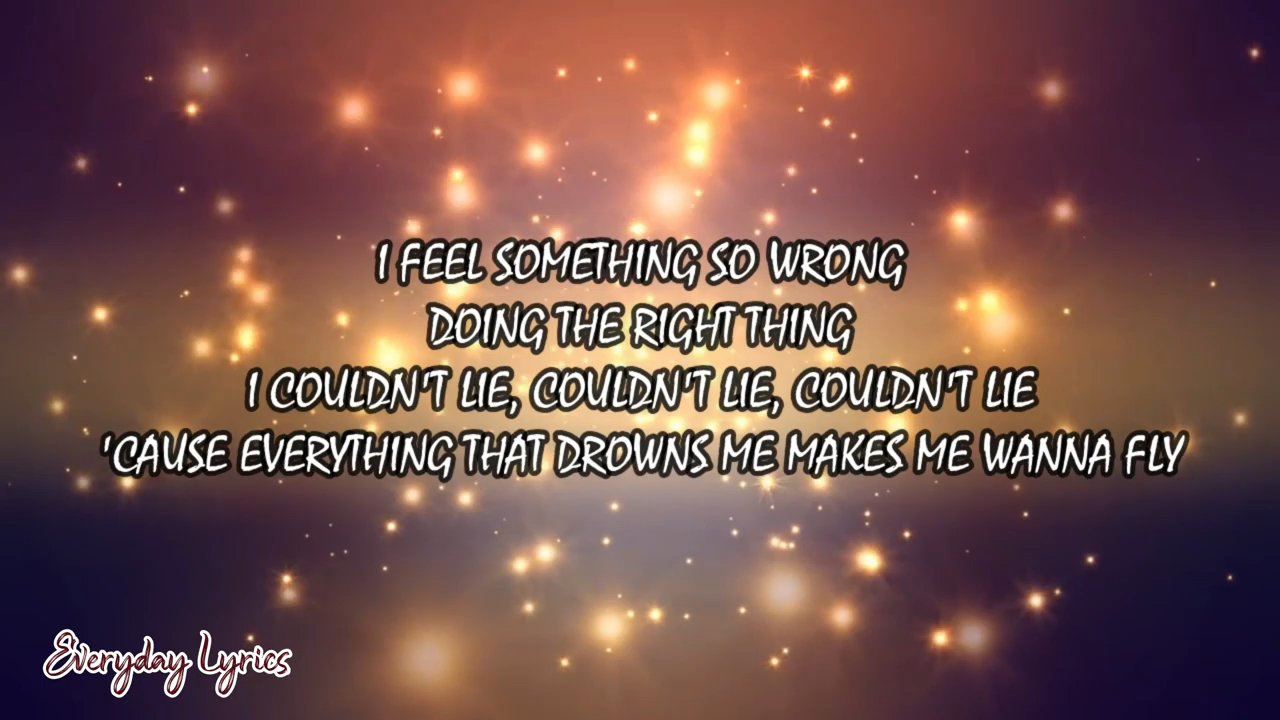 I FEEL SOMETHING SO WRONG
DOING THE RIGHT THING
I COULDN'T LIE, COULDN'T LIE, COULDN'T LIE
'CAUSE EVERYTHING THAT DROWNS ME MAKES ME WANNA FLY
Everyday Lyrics